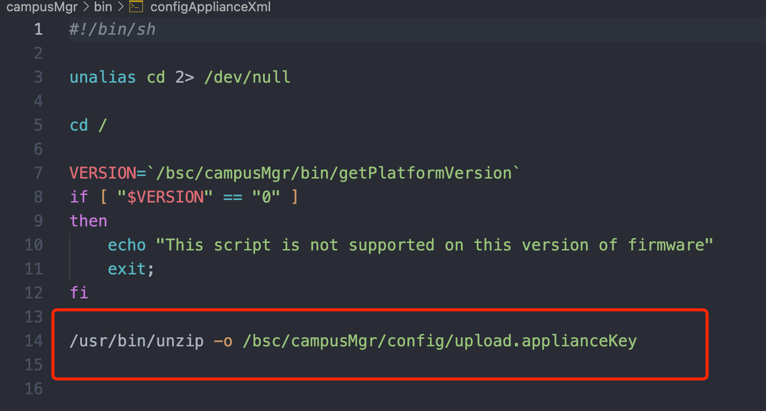 campusMgr > bin > configApplianceXml
1 #!/bin/sh
2
3 unalias cd 2> /dev/null
4
5 cd /
6
7 VERSION=`/bsc/campusMgr/bin/getPlatformVersion`
8 if [ "$VERSION" == "0" ]
9 then
10 echo "This script is not supported on this version of firmware"
11 exit;
12 fi
13
14 /usr/bin/unzip -o /bsc/campusMgr/config/upload.applianceKey
15
16